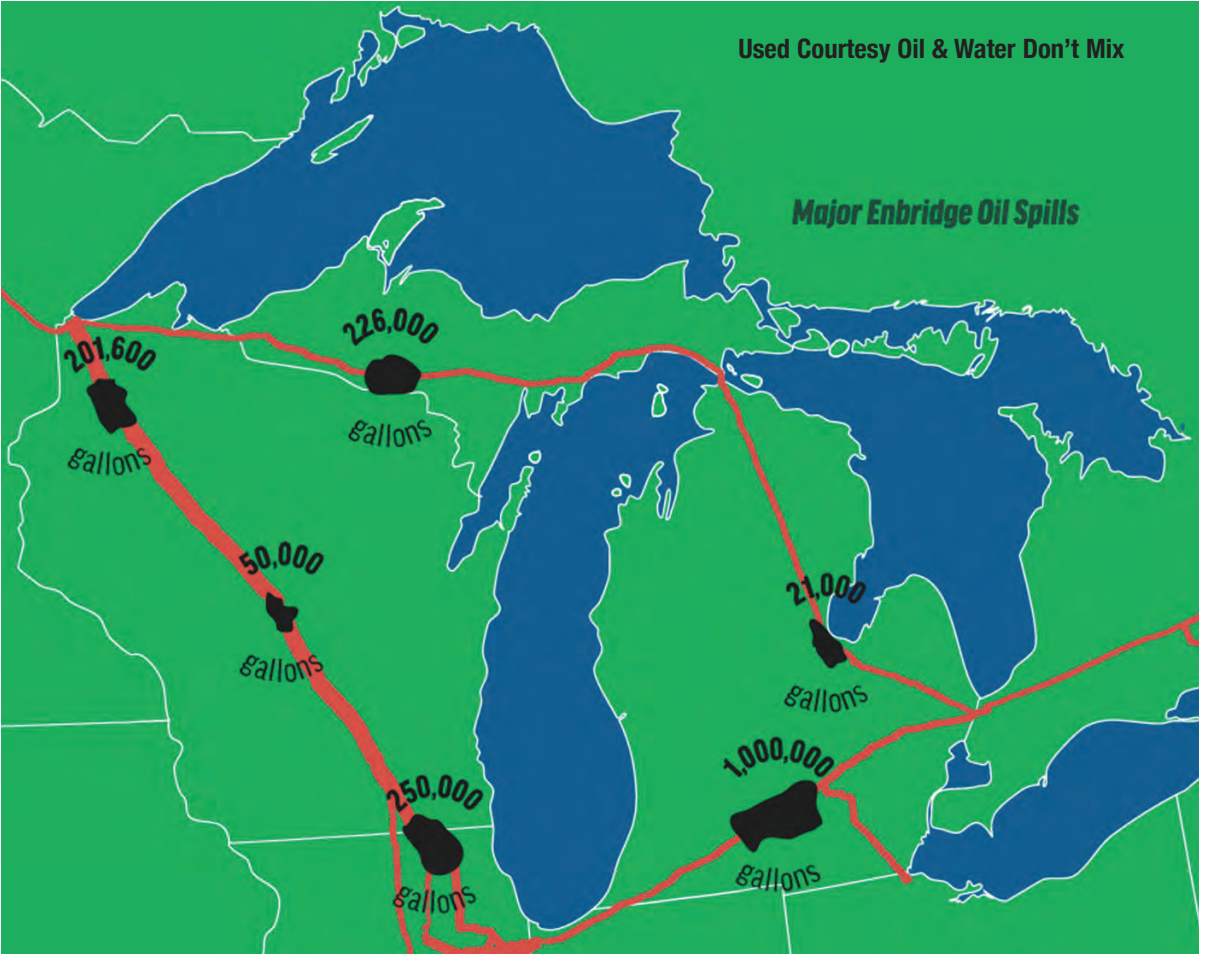 Used Courtesy Oil & Water Don't Mix
Major Enbridge Oil Spills
226,000
gallons
201,600
gallons
50,000
gallons
21,000
gallons
1,000,000
gallons
250,000
gallons